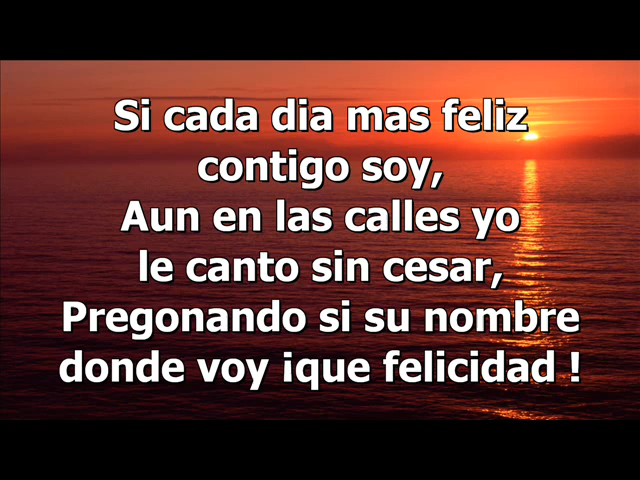 Si cada dia mas feliz
contigo soy,
Aun en las calles yo
le canto sin cesar,
Pregonando si su nombre
donde voy ique felicidad !